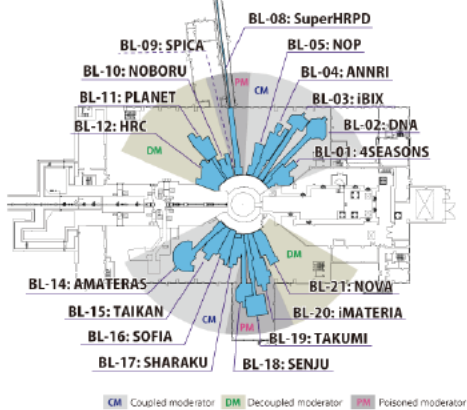 BL-08: SuperHRPD
BL-09: SPICA
BL-05: NOP
BL-10: NOBORU
BL-04: ANNRI
BL-11: PLANET
PM
CM
BL-03: iBIX
BL-12: HRC
BL-02: DNA
DM
BL-01: 4SEASONS
DM
BL-14: AMATERAS
BL-21: NOVA
BL-15: TAIKAN
CM
BL-20: iMATERIA
PM
BL-16: SOFIA
BL-19: TAKUMI
BL-17: SHARAKU
BL-18: SENJU
CM Coupled moderator DM Decoupled moderator PM Poisoned moderator